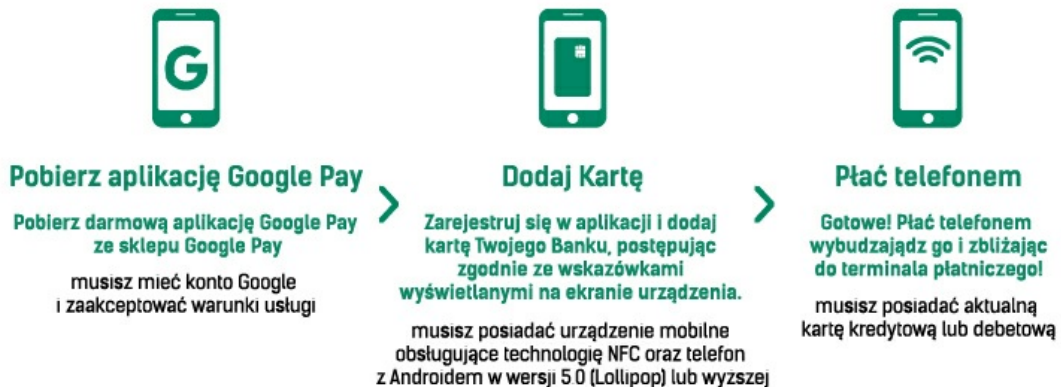 G
Pobierz aplikację Google Pay
Pobierz darmową aplikację Google Pay
ze sklepu Google Pay
musisz mieć konto Google
i zaakceptować warunki usługi
Dodaj Kartę
Zarejestruj się w aplikacji i dodaj
kartę Twojego Banku, postępując
zgodnie ze wskazówkami
wyświetlanymi na ekranie urządzenia.
musisz posiadać urządzenie mobilne
obsługujące technologię NFC oraz telefon
z Androidem w wersji 5.0 (Lollipop) lub wyższej
Płać telefonem
Gotowe! Płać telefonem
wybudzajądz go i zbliżając
do terminala płatniczego!
musisz posiadać aktualną
kartę kredytową lub debetową